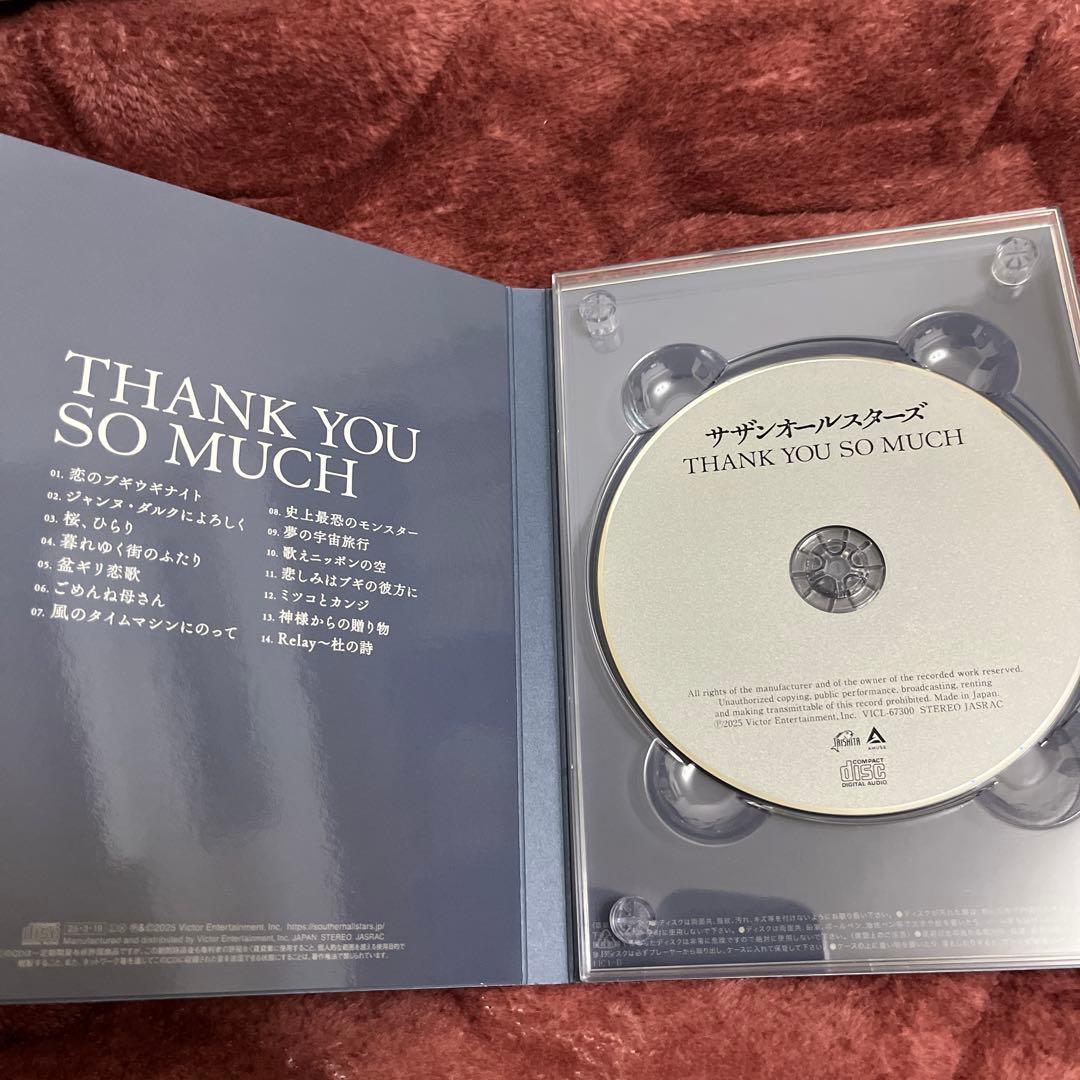 THANK YOU
SO MUCH
01. 恋のブギウギナイト
02. ジャンヌ・ダルクによろしく
03. 桜、ひらり
04. 暮れゆく街のふたり
05. 盆ギリ恋歌
06. ごめんね母さん
07. 風のタイムマシンにのって
08. 史上最恐のモンスター
09. 夢の宇宙旅行
10. 歌えニッポンの空
11. 悲しみはブギの彼方に
12. ミツコとカンジ
13. 神様からの贈り物
14. Relay〜杜の詩
25・3・19 ℗&©2025 Victor Entertainment, Inc. https://southernallstars.jp/
Manufactured and distributed by Victor Entertainment, Inc. JAPAN STEREO JASRAC
サザンオールスターズ
THANK YOU SO MUCH
All rights of the manufacturer and of the owner of the recorded work reserved.
Unauthorized copying, public performance, broadcasting, renting
and making transmittable of this record prohibited. Made in Japan.
℗2025 Victor Entertainment, Inc. VICL-67300 STEREO JASRAC
TAISHITA AMUSE
COMPACT
disc
DIGITAL AUDIO